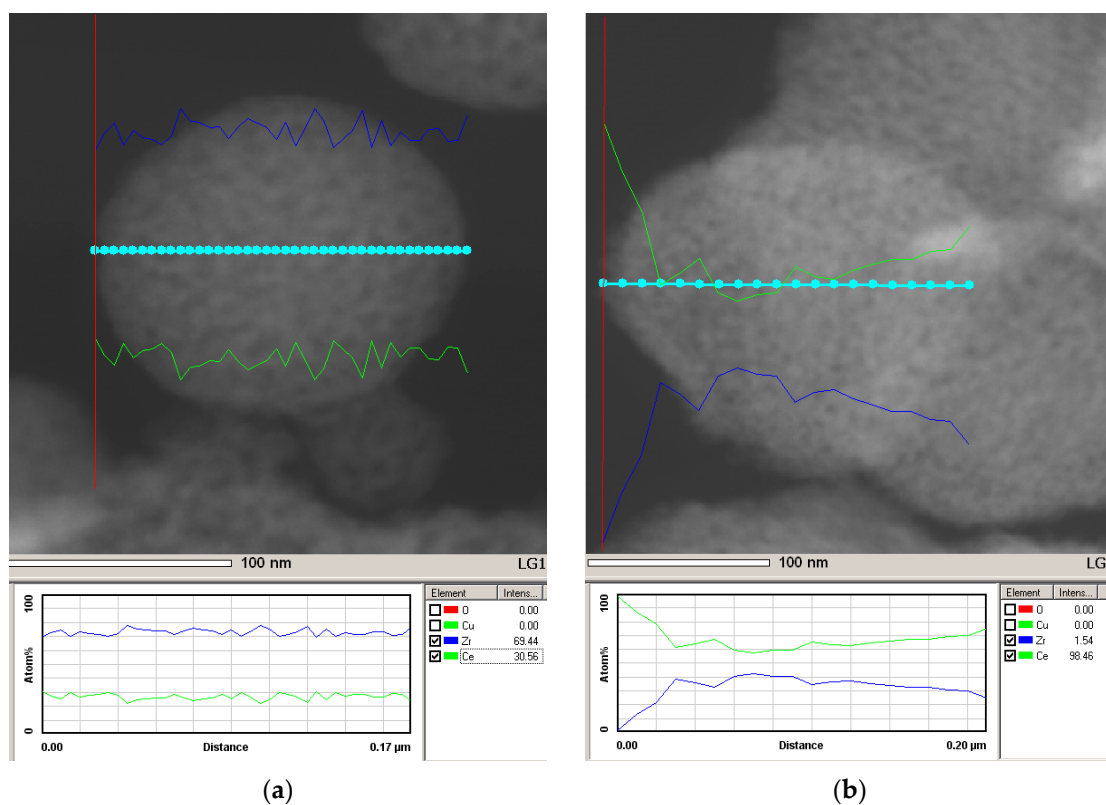 100 nm
LG1
100
Atom%
0
0.00
Distance
0.17 µm
Element
Intens...
O
0.00
Cu
0.00
Zr
69.44
Ce
30.56
(a)
100 nm
LG
100
Atom%
0
0.00
Distance
0.20 µm
Element
Intens...
O
0.00
Cu
0.00
Zr
1.54
Ce
98.46
(b)